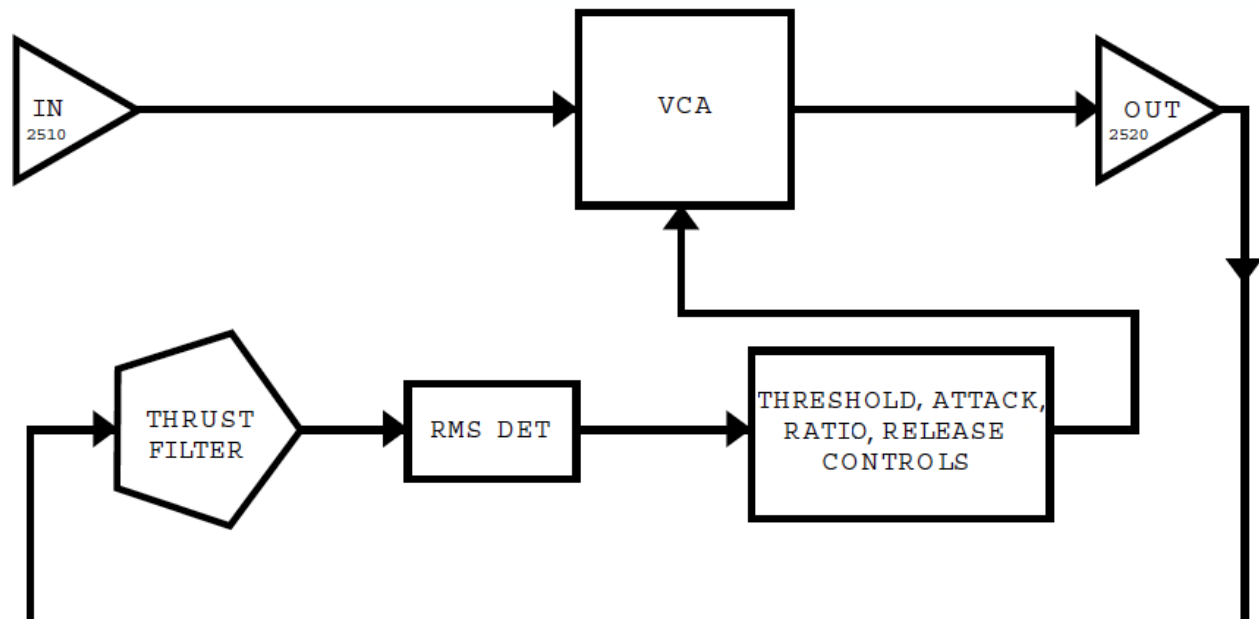 IN
2510
VCA
OUT
2520
THRUST
FILTER
RMS DET
THRESHOLD, ATTACK,
RATIO, RELEASE
CONTROLS